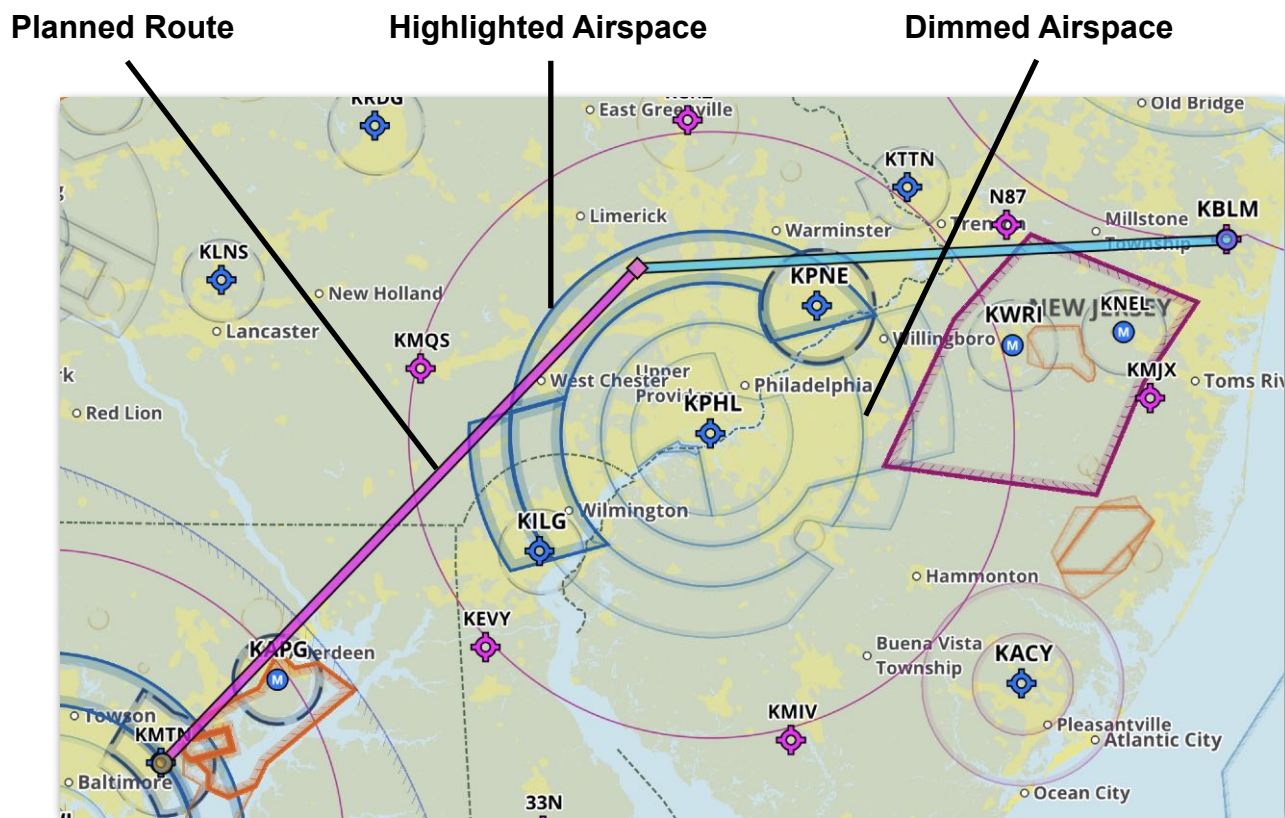 Planned Route
Highlighted Airspace
Dimmed Airspace
KRDG
East Greenville
Old Bridge
KTTN
Limerick
N87
KBLM
Warminster
Trenton
Millstone
Township
KLNS
New Holland
KPNE
Lancaster
KMQS
Willingboro
KWRI
NEW JERSEY
KNEL
rk
West Chester
Upper
Providence
Philadelphia
KMJX
Toms Riv
Red Lion
KPHL
KILG
Wilmington
Hammonton
KEVY
KAPG
erdeen
Buena Vista
Township
KACY
Towson
KMTN
KMIV
Pleasantville
Atlantic City
Baltimore
33N
Ocean City
M
M
M